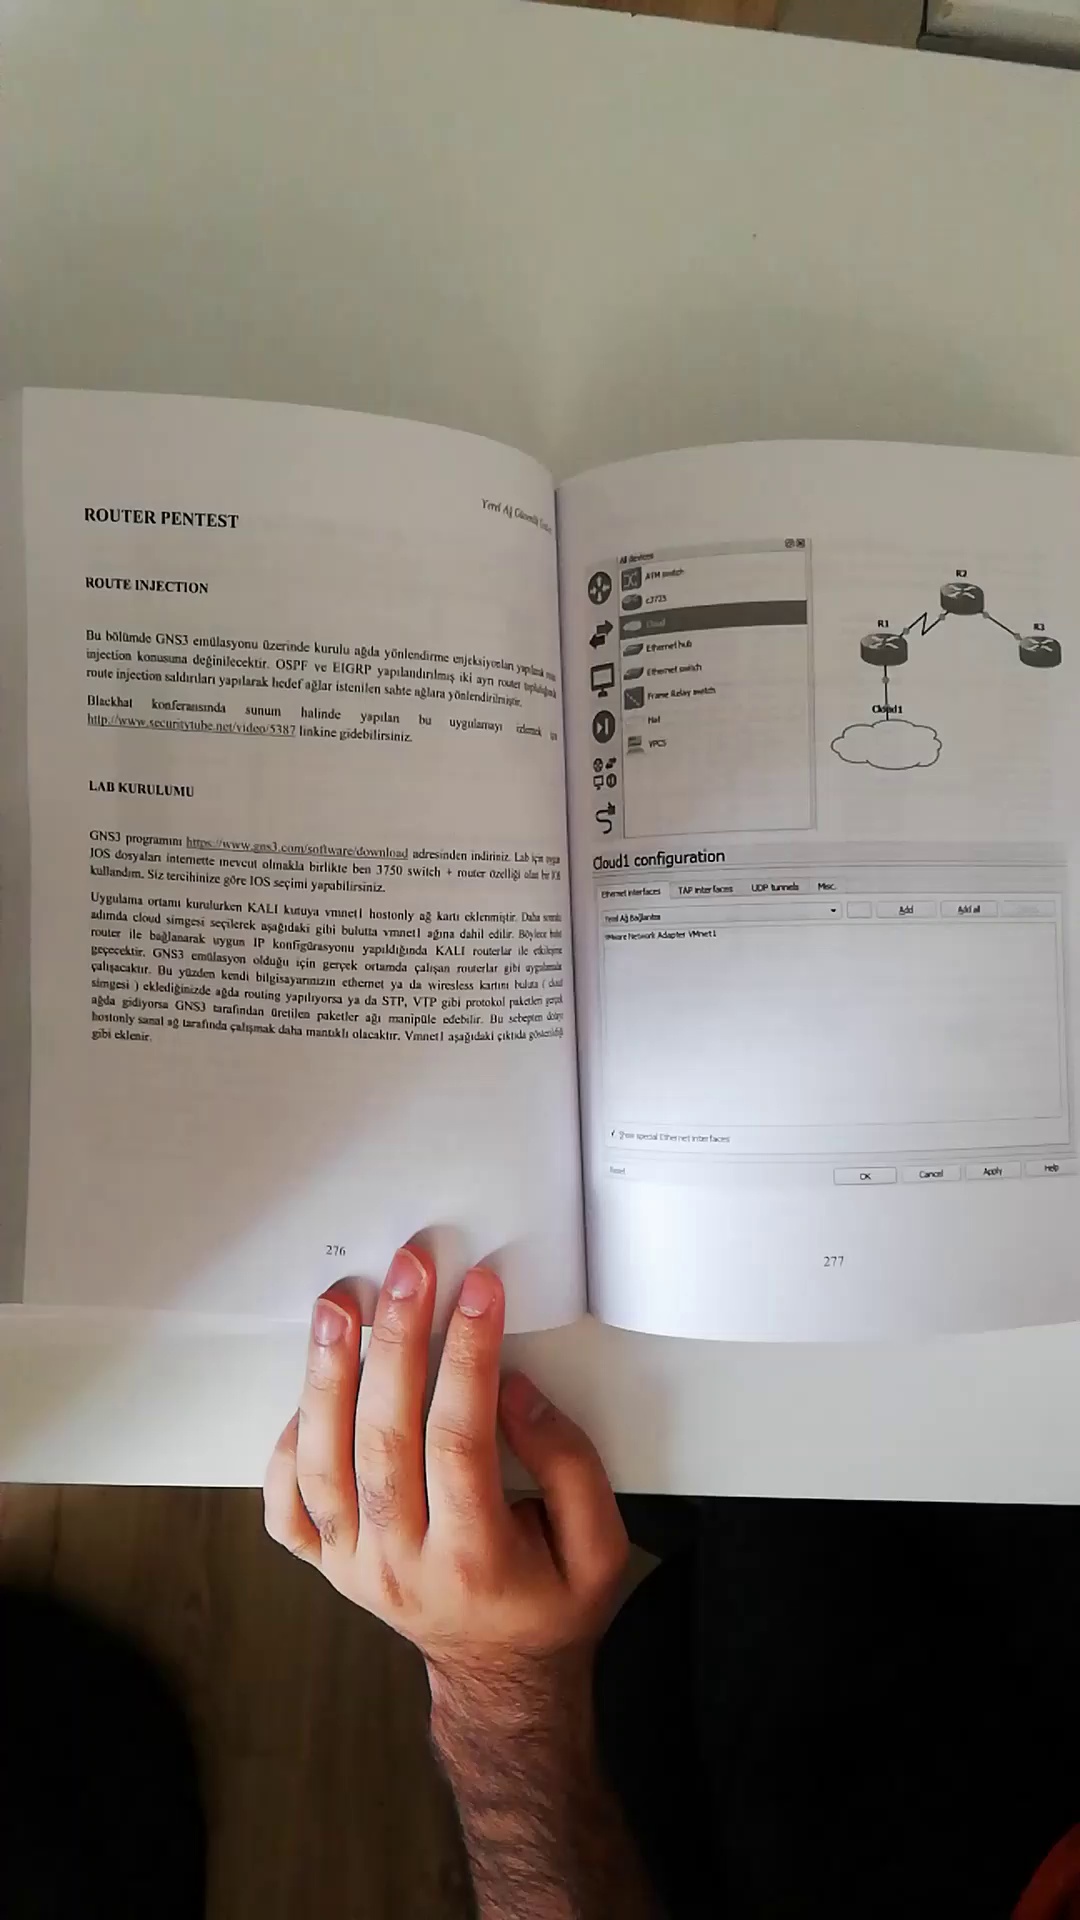 Yerel Ağ Güvenlik
ROUTER PENTEST
ROUTE INJECTION
Bu bölümde GNS3 emülasyonu üzerinde kurulu ağda yönlendirme enjeksiyonları yapılarak
injection konusuna değinilecektir. OSPF ve EIGRP yapılandırılmış iki ayrı router topluluğuna
route injection saldırıları yapılarak hedef ağlar istenilen sahte ağlara yönlendirilmiştir.
Blackhat konferansında sunum halinde yapılan bu uygulamayı izlemek
http://www.securitytube.net/video/5387 linkine gidebilirsiniz.
LAB KURULUMU
GNS3 programını https://www.gns3.com/software/download adresinden indiriniz. Lab için uygun
IOS dosyaları internette mevcut olmakla birlikte ben 3750 switch + router özelliği olan bir IOS
kullandım. Siz tercihinize göre IOS seçimi yapabilirsiniz.
Uygulama ortamı kurulurken KALI kutuya vmnet1 hostonly ağ kartı eklenmiştir. Daha sonraki
adımda cloud simgesi seçilerek aşağıdaki gibi bulutta vmnet1 ağına dahil edilir. Böylece bulut
router ile bağlanarak uygun IP konfigürasyonu yapıldığında KALI routerlar ile etkileşime
geçecektir. GNS3 emülasyon olduğu için gerçek ortamda çalışan routerlar gibi uygulamada
çalışacaktır. Bu yüzden kendi bilgisayarınızın ethernet ya da wiresless kartını buluta ( cloud
simgesi ) eklediğinizde ağda routing yapılıyorsa ya da STP, VTP gibi protokol paketleri gerçek
ağda gidiyorsa GNS3 tarafından üretilen paketler ağı manipüle edebilir. Bu sebepten dolayı
hostonly sanal ağ tarafında çalışmak daha mantıklı olacaktır. Vmnet1 aşağıdaki çıktıda gösterildiği
gibi eklenir.
276
All devices
ATM switch
c3725
Cloud
Ethernet hub
Ethernet switch
Frame Relay switch
Nat
VPCS
R2
R1
R3
Cloud1
Cloud1 configuration
Ethernet interfaces TAP interfaces UDP tunnels Misc.
Yerel Ağ Bağlantısı Add Add all
VMware Network Adapter VMnet1
Show special Ethernet interfaces
Reset OK Cancel Apply Help
277